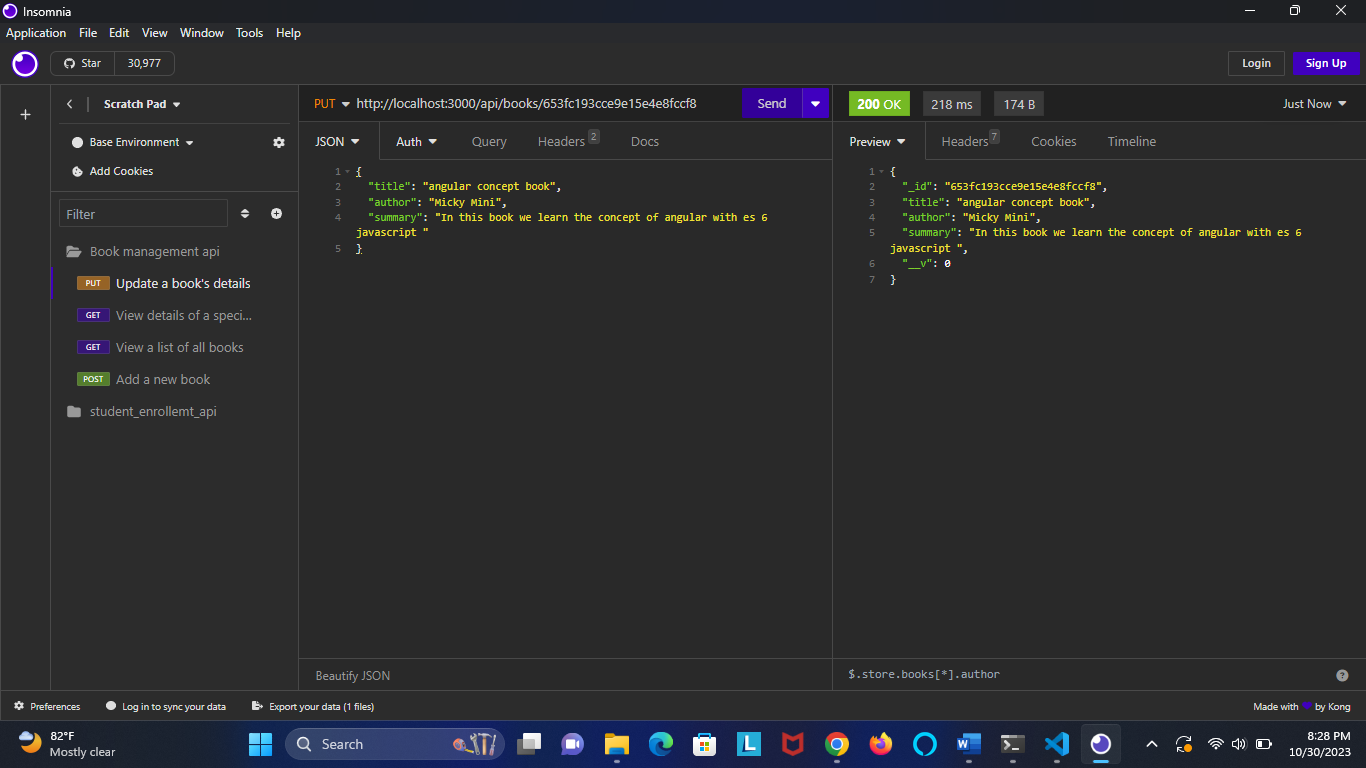 Insomnia
Application File Edit View Window Tools Help
Star 30,977 Login Sign Up
Scratch Pad
PUT http://localhost:3000/api/books/653fc193cce9e15e4e8fccf8 Send
200 OK 218 ms 174 B Just Now
Base Environment
Add Cookies
Filter
Book management api
PUT Update a book's details
GET View details of a speci...
GET View a list of all books
POST Add a new book
student_enrollemt_api
JSON Auth Query Headers 2 Docs
1 {
2 "title": "angular concept book",
3 "author": "Micky Mini",
4 "summary": "In this book we learn the concept of angular with es 6
javascript "
5 }
Beautify JSON
Preview Headers 7 Cookies Timeline
1 {
2 "_id": "653fc193cce9e15e4e8fccf8",
3 "title": "angular concept book",
4 "author": "Micky Mini",
5 "summary": "In this book we learn the concept of angular with es 6
javascript ",
6 "__v": 0
7 }
$.store.books[*].author ?
Preferences Log in to sync your data Export your data (1 files) Made with by Kong
82°F
Mostly clear
Search
L
W
8:28 PM
10/30/2023